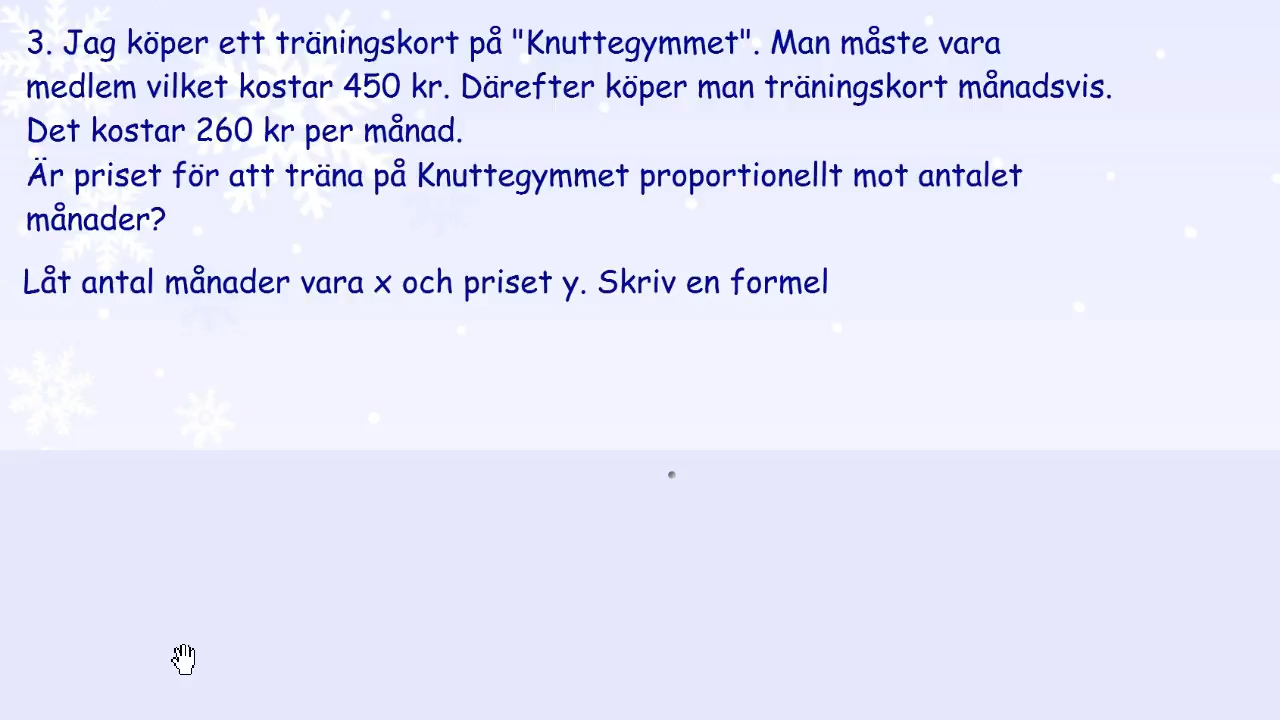 3. Jag köper ett träningskort på "Knuttegymmet". Man måste vara
medlem vilket kostar 450 kr. Därefter köper man träningskort månadsvis.
Det kostar 260 kr per månad.
Är priset för att träna på Knuttegymmet proportionellt mot antalet
månader?
Låt antal månader vara x och priset y. Skriv en formel